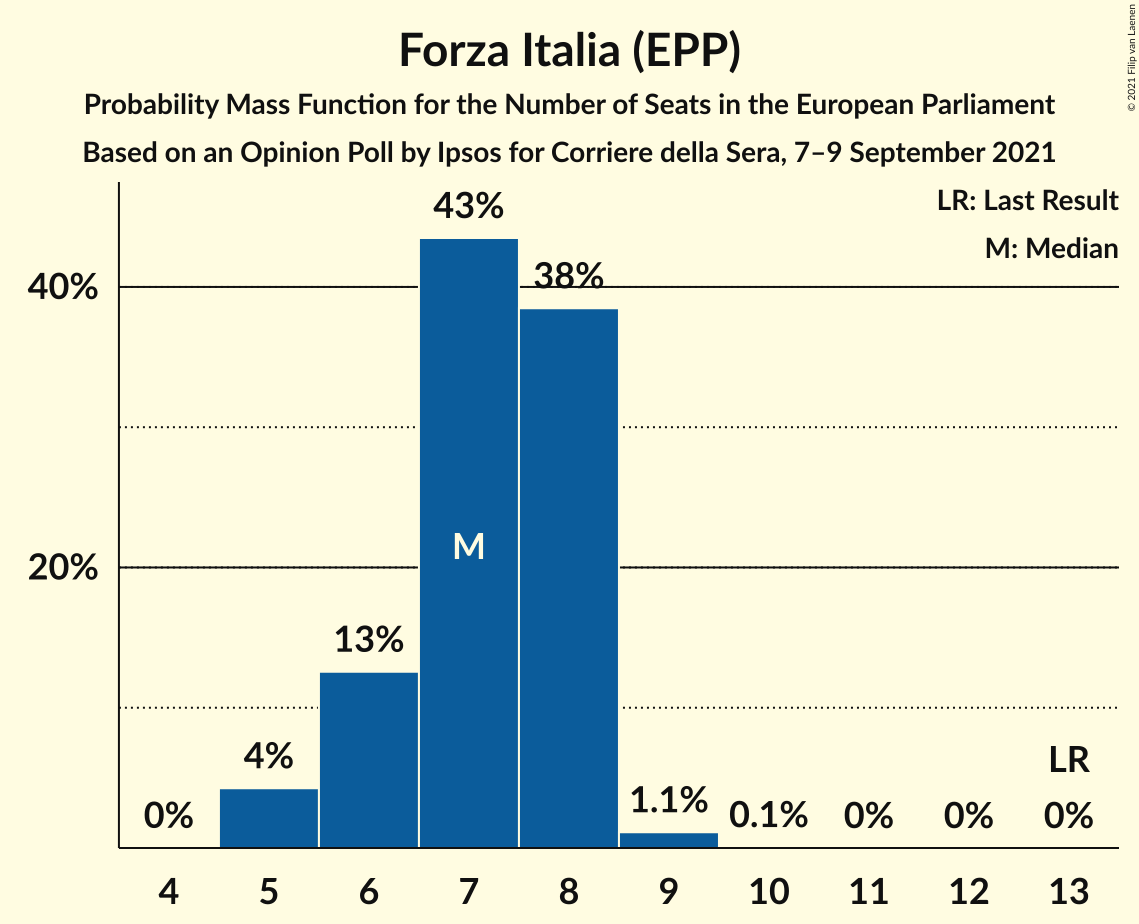 Forza Italia (EPP)
Probability Mass Function for the Number of Seats in the European Parliament
Based on an Opinion Poll by Ipsos for Corriere della Sera, 7–9 September 2021
© 2021 Filip van Laenen
LR: Last Result
M: Median
43%
38%
40%
M
20%
13%
4%
LR
0%
1.1%
0.1%
0%
0%
0%
4
5
6
7
8
9
10
11
12
13